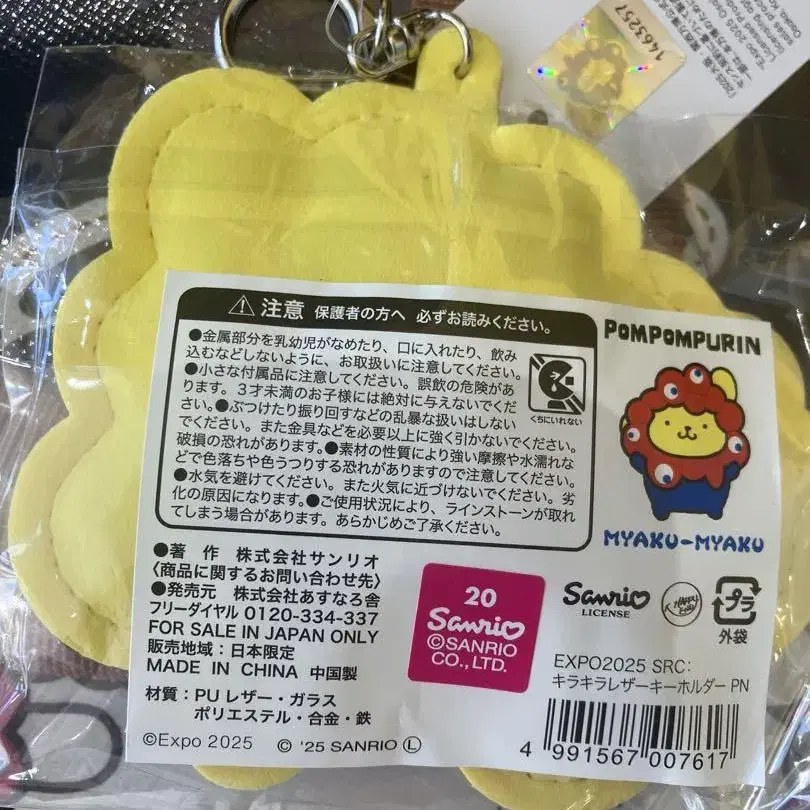 1463257
⚠注意 保護者の方へ 必ずお読みください。
●金属部分を乳幼児がなめたり、口に入れたり、飲み
込むなどしないように、お取扱いに注意してください。
●小さな付属品に注意してください。誤飲の危険があ
ります。3才未満のお子様には絶対に与えないでくだ
さい。●ぶつけたり振り回すなどの乱暴な扱いはしない
でください。また金具などを必要以上に強く引かないでください。
破損の恐れがあります。●素材の性質により強い摩擦や水濡れな
どで色落ちや色うつりする恐れがありますので注意してください。
●水気を避けてください。また火気に近づけないでください。劣
化の原因になります。●ご使用状況により、ラインストーンが取れ
てしまう場合があります。あらかじめご了承ください。
くちにいれない
POMPOMPURIN
MYAKU-MYAKU
●著 作 株式会社サンリオ
〈商品に関するお問い合わせ先〉
●発売元 株式会社あすなろ舎
フリーダイヤル 0120-334-337
FOR SALE IN JAPAN ONLY
販売地域:日本限定
MADE IN CHINA 中国製
材質:PU レザー・ガラス
ポリエステル・合金・鉄
©Expo 2025 © '25 SANRIO Ⓛ
20
Sanrio
©SANRIO
CO., LTD.
Sanrio
LICENSE
プラ
外袋
EXPO2025 SRC:
キラキラレザーキーホルダー PN
4 991567 007617